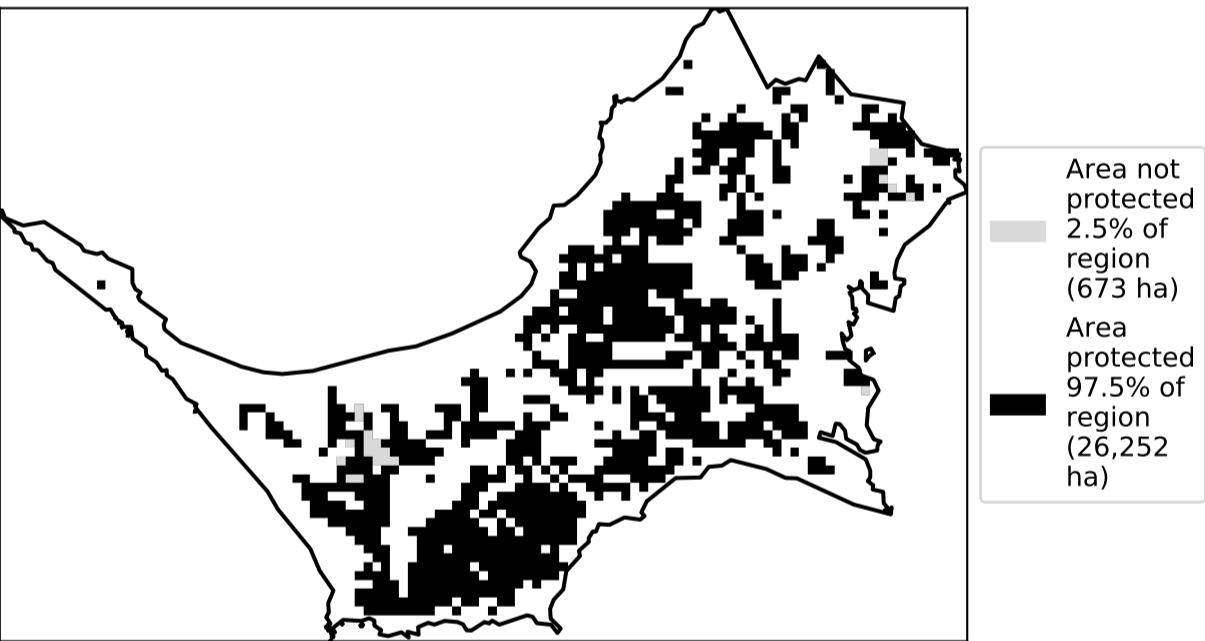 Area not
protected
2.5% of
region
(673 ha)
Area
protected
97.5% of
region
(26,252
ha)